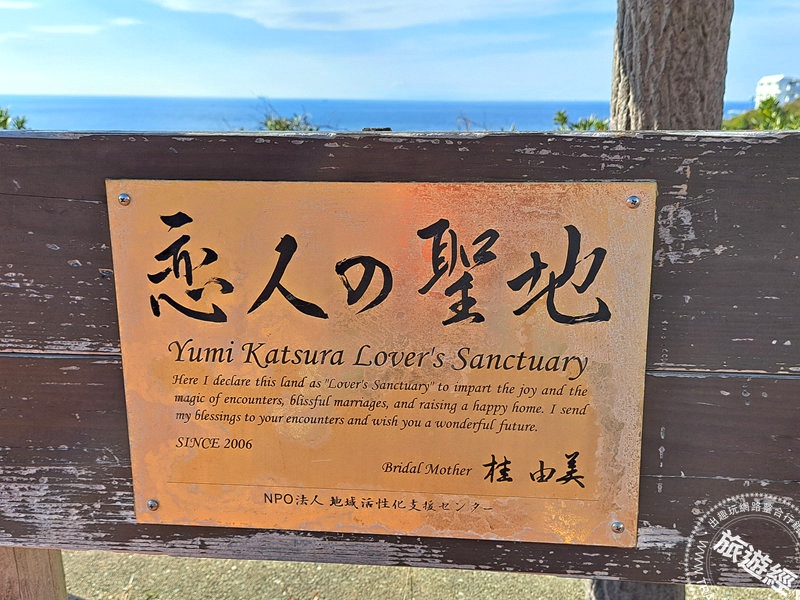 恋人の聖地
Yumi Katsura Lover's Sanctuary
Here I declare this land as "Lover's Sanctuary" to impart the joy and the
magic of encounters, blissful marriages, and raising a happy home. I send
my blessings to your encounters and wish you a wonderful future.
SINCE 2006
Bridal Mother 桂 由美
NPO法人 地域活性化支援センター
旅遊經